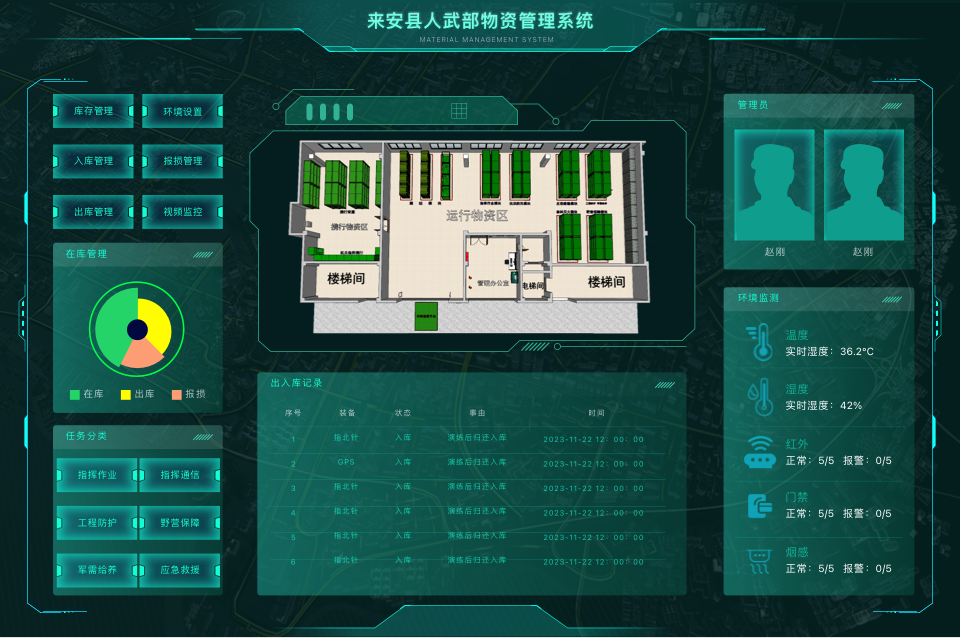 来安县人武部物资管理系统
MATERIAL MANAGEMENT SYSTEM
库存管理
环境设置
入库管理
报损管理
出库管理
视频监控
在库管理
在库
出库
报损
任务分类
指挥作业
指挥通信
工程防护
野营保障
军需给养
应急救援
运行物资区
携行物资区
楼梯间
管理办公室
电梯间
楼梯间
出入库记录
序号 装备 状态 事由 时间
1 指北针 入库 演练后归还入库 2023-11-22 12：00：00
2 GPS 入库 演练后归还入库 2023-11-22 12：00：00
3 指北针 入库 演练后归还入库 2023-11-22 12：00：00
4 指北针 入库 演练后归还入库 2023-11-22 12：00：00
5 指北针 入库 演练后归还入库 2023-11-22 12：00：00
6 指北针 入库 演练后归还入库 2023-11-22 12：00：00
管理员
赵刚
赵刚
环境监测
温度
实时湿度：36.2°C
湿度
实时湿度：42%
红外
正常：5/5 报警：0/5
门禁
正常：5/5 报警：0/5
烟感
正常：5/5 报警：0/5